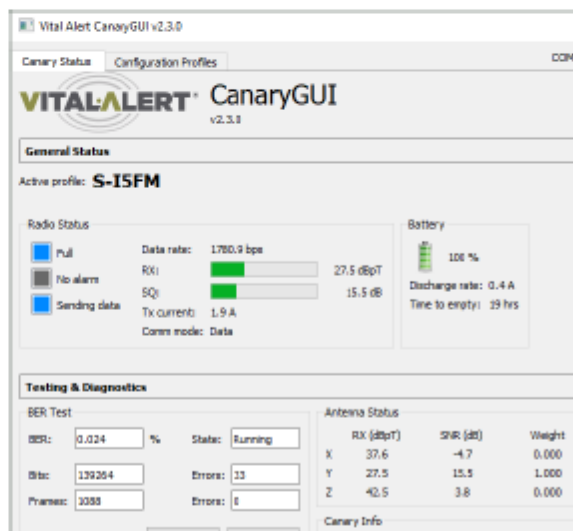 Vital Alert CanaryGUI v2.3.0
Canary Status Configuration Profiles COM
VITAL ALERT® CanaryGUI
v2.3.0
General Status
Active profile: S-I5FM
Radio Status
Full
No alarm
Sending data
Data rate: 1780.9 bps
RX: 27.5 dBpT
SQ: 15.5 dB
Tx current: 1.9 A
Comm mode: Data
Battery
100 %
Discharge rate: 0.4 A
Time to empty: 19 hrs
Testing & Diagnostics
BER Test
BER: 0.024 % State: Running
Bits: 139264 Errors: 33
Frames: 1088 Errors: 0
Antenna Status
RX (dBpT) SNR (dB) Weight
X 37.6 -4.7 0.000
Y 27.5 15.5 1.000
Z 42.5 3.8 0.000
Canary Info